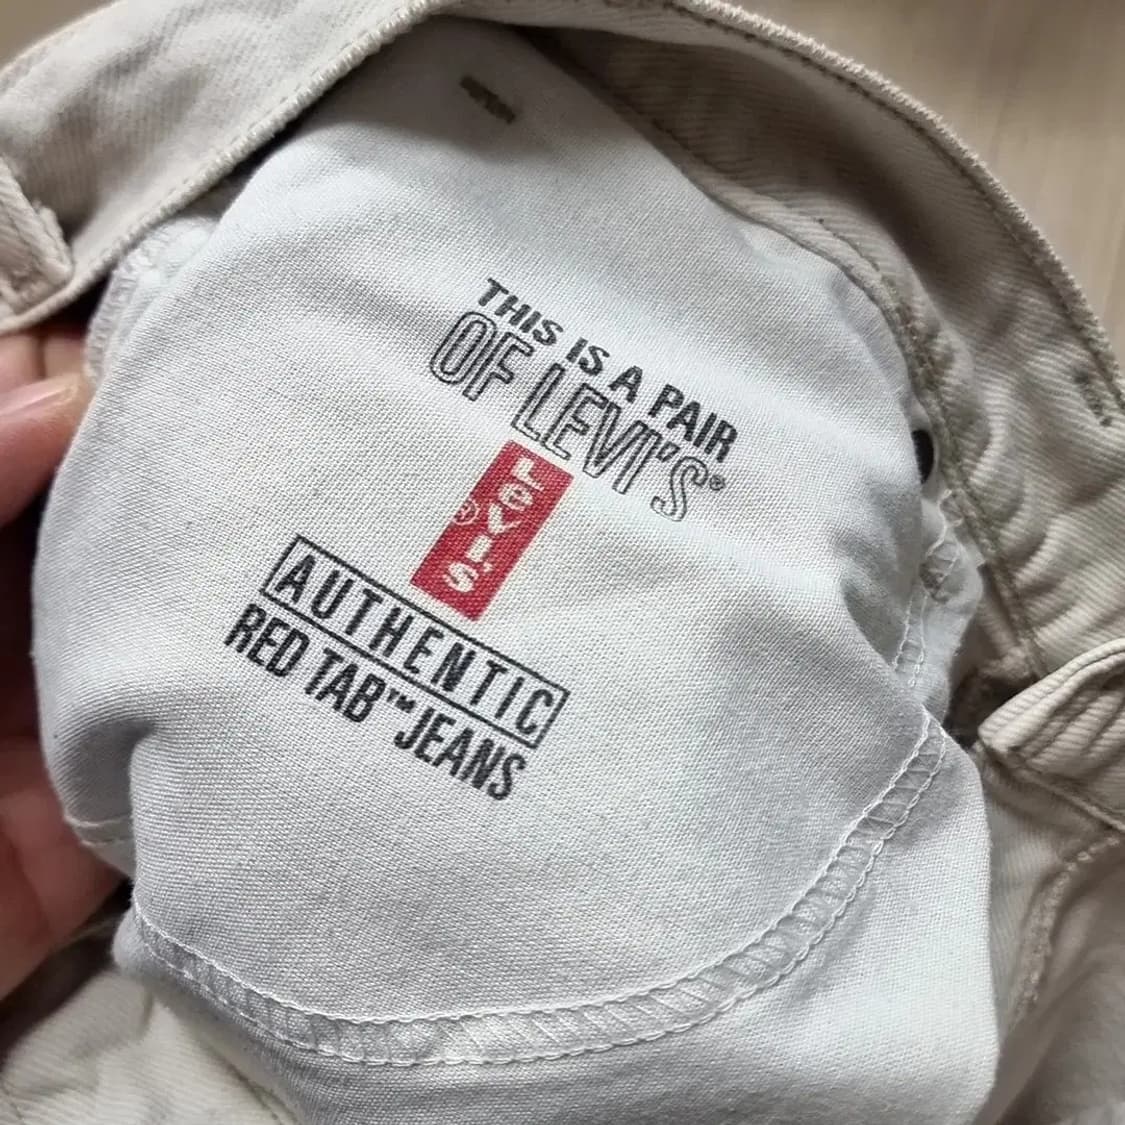 THIS IS A PAIR
OF LEVI'S®
Levi's®
AUTHENTIC
RED TAB™ JEANS